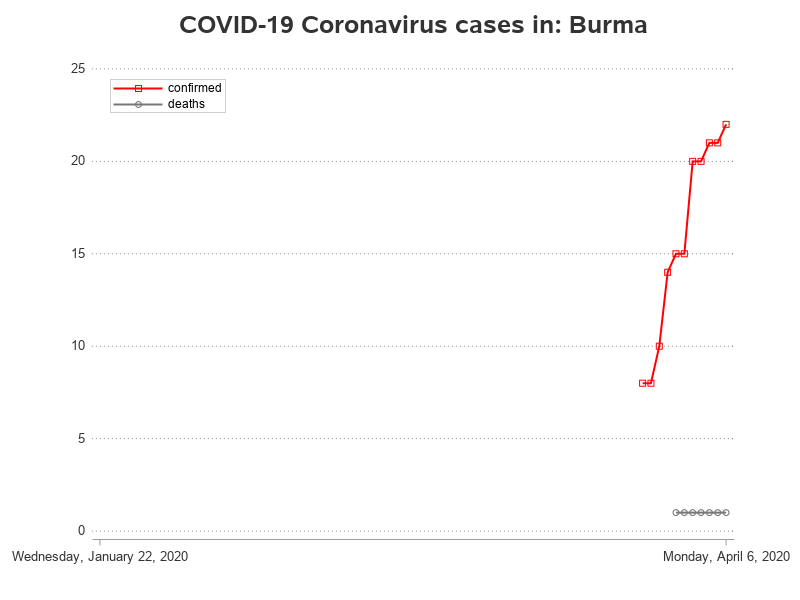 COVID-19 Coronavirus cases in: Burma
25
confirmed
deaths
20
15
10
5
0
Wednesday, January 22, 2020
Monday, April 6, 2020